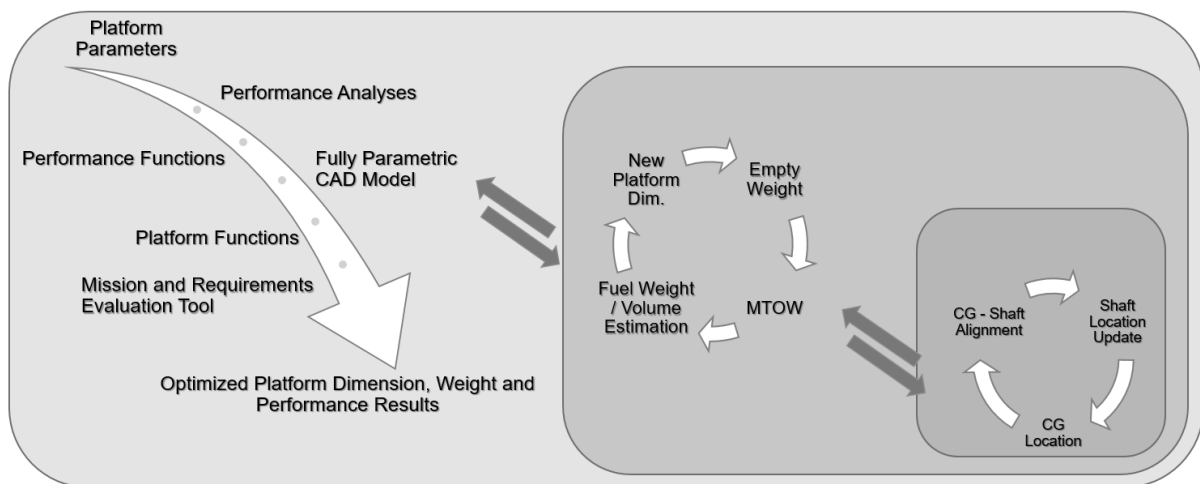 Platform
Parameters
Performance Analyses
Performance Functions
Fully Parametric
CAD Model
Platform Functions
Mission and Requirements
Evaluation Tool
Optimized Platform Dimension, Weight and
Performance Results
New
Platform
Dim.
Empty
Weight
MTOW
Fuel Weight
/ Volume
Estimation
CG - Shaft
Alignment
Shaft
Location
Update
CG
Location